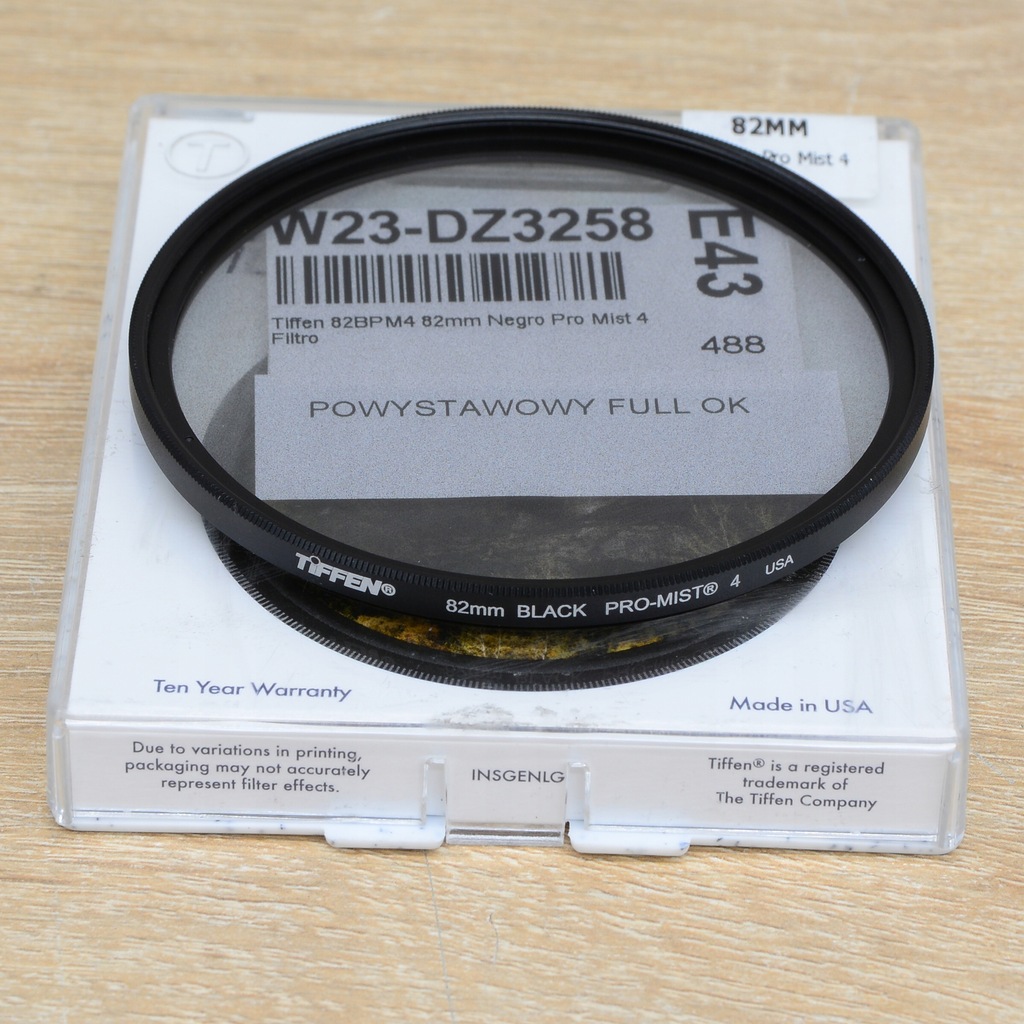 T
82MM
Pro Mist 4
W23-DZ3258
E43
Tiffen 82BPM4 82mm Negro Pro Mist 4
Filtro
488
POWYSTAWOWY FULL OK
TIFFEN® 82mm BLACK PRO-MIST® 4 USA
Ten Year Warranty
Made in USA
Due to variations in printing,
packaging may not accurately
represent filter effects.
INSGENLG
Tiffen® is a registered
trademark of
The Tiffen Company